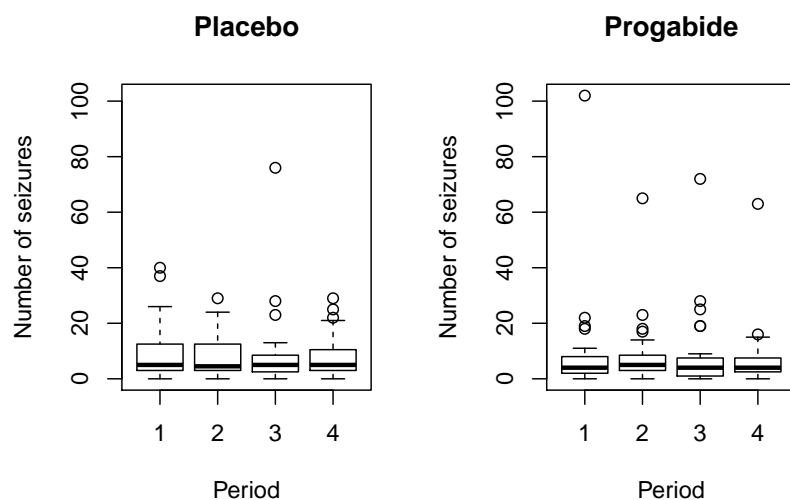 Placebo
Number of seizures
0 20 40 60 80 100
1 2 3 4
Period
Progabide
Number of seizures
0 20 40 60 80 100
1 2 3 4
Period